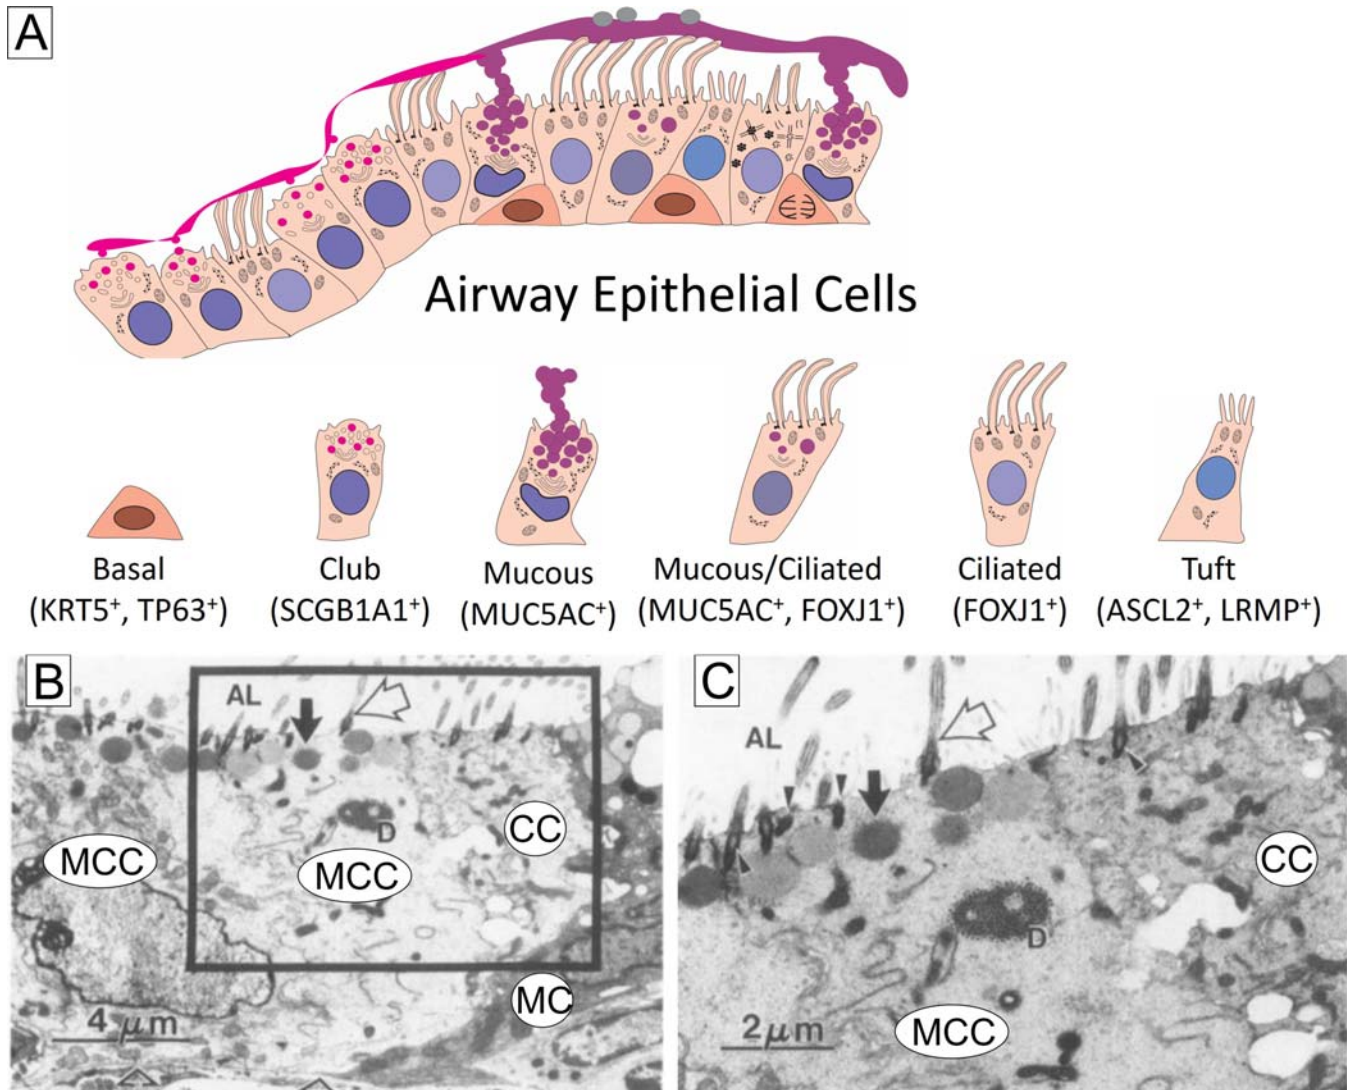 A
Airway Epithelial Cells
Basal
(KRT5⁺, TP63⁺)
Club
(SCGB1A1⁺)
Mucous
(MUC5AC⁺)
Mucous/Ciliated
(MUC5AC⁺, FOXJ1⁺)
Ciliated
(FOXJ1⁺)
Tuft
(ASCL2⁺, LRMP⁺)
B
AL
D
CC
MCC
MCC
MC
4 μm
C
AL
CC
D
MCC
2 μm